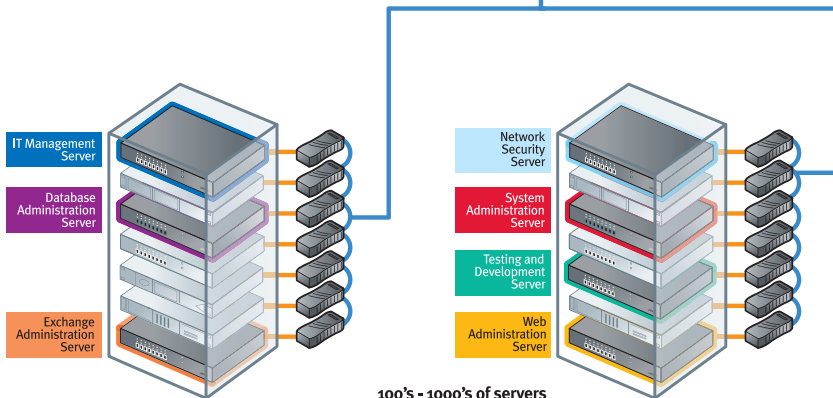 IT Management
Server
Database
Administration
Server
Exchange
Administration
Server
Network
Security
Server
System
Administration
Server
Testing and
Development
Server
Web
Administration
Server
100's - 1000's of servers